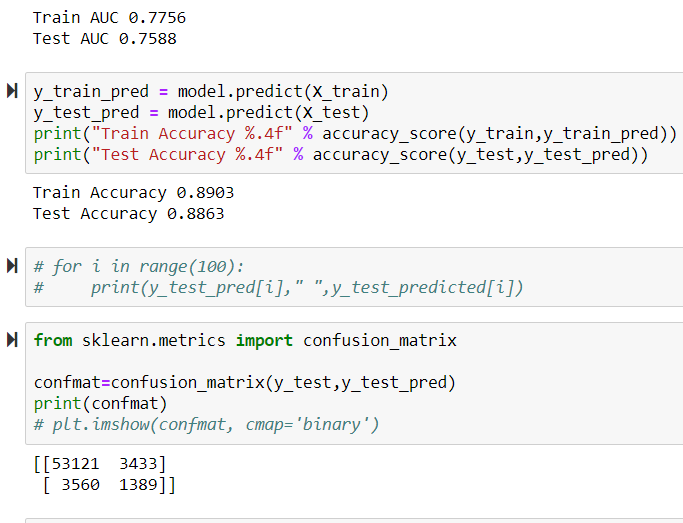 Train AUC 0.7756
Test AUC 0.7588
y_train_pred = model.predict(X_train)
y_test_pred = model.predict(X_test)
print("Train Accuracy %.4f" % accuracy_score(y_train,y_train_pred))
print("Test Accuracy %.4f" % accuracy_score(y_test,y_test_pred))
Train Accuracy 0.8903
Test Accuracy 0.8863
# for i in range(100):
#     print(y_test_pred[i]," ",y_test_predicted[i])
from sklearn.metrics import confusion_matrix
confmat=confusion_matrix(y_test,y_test_pred)
print(confmat)
# plt.imshow(confmat, cmap='binary')
[[53121  3433]
 [ 3560  1389]]